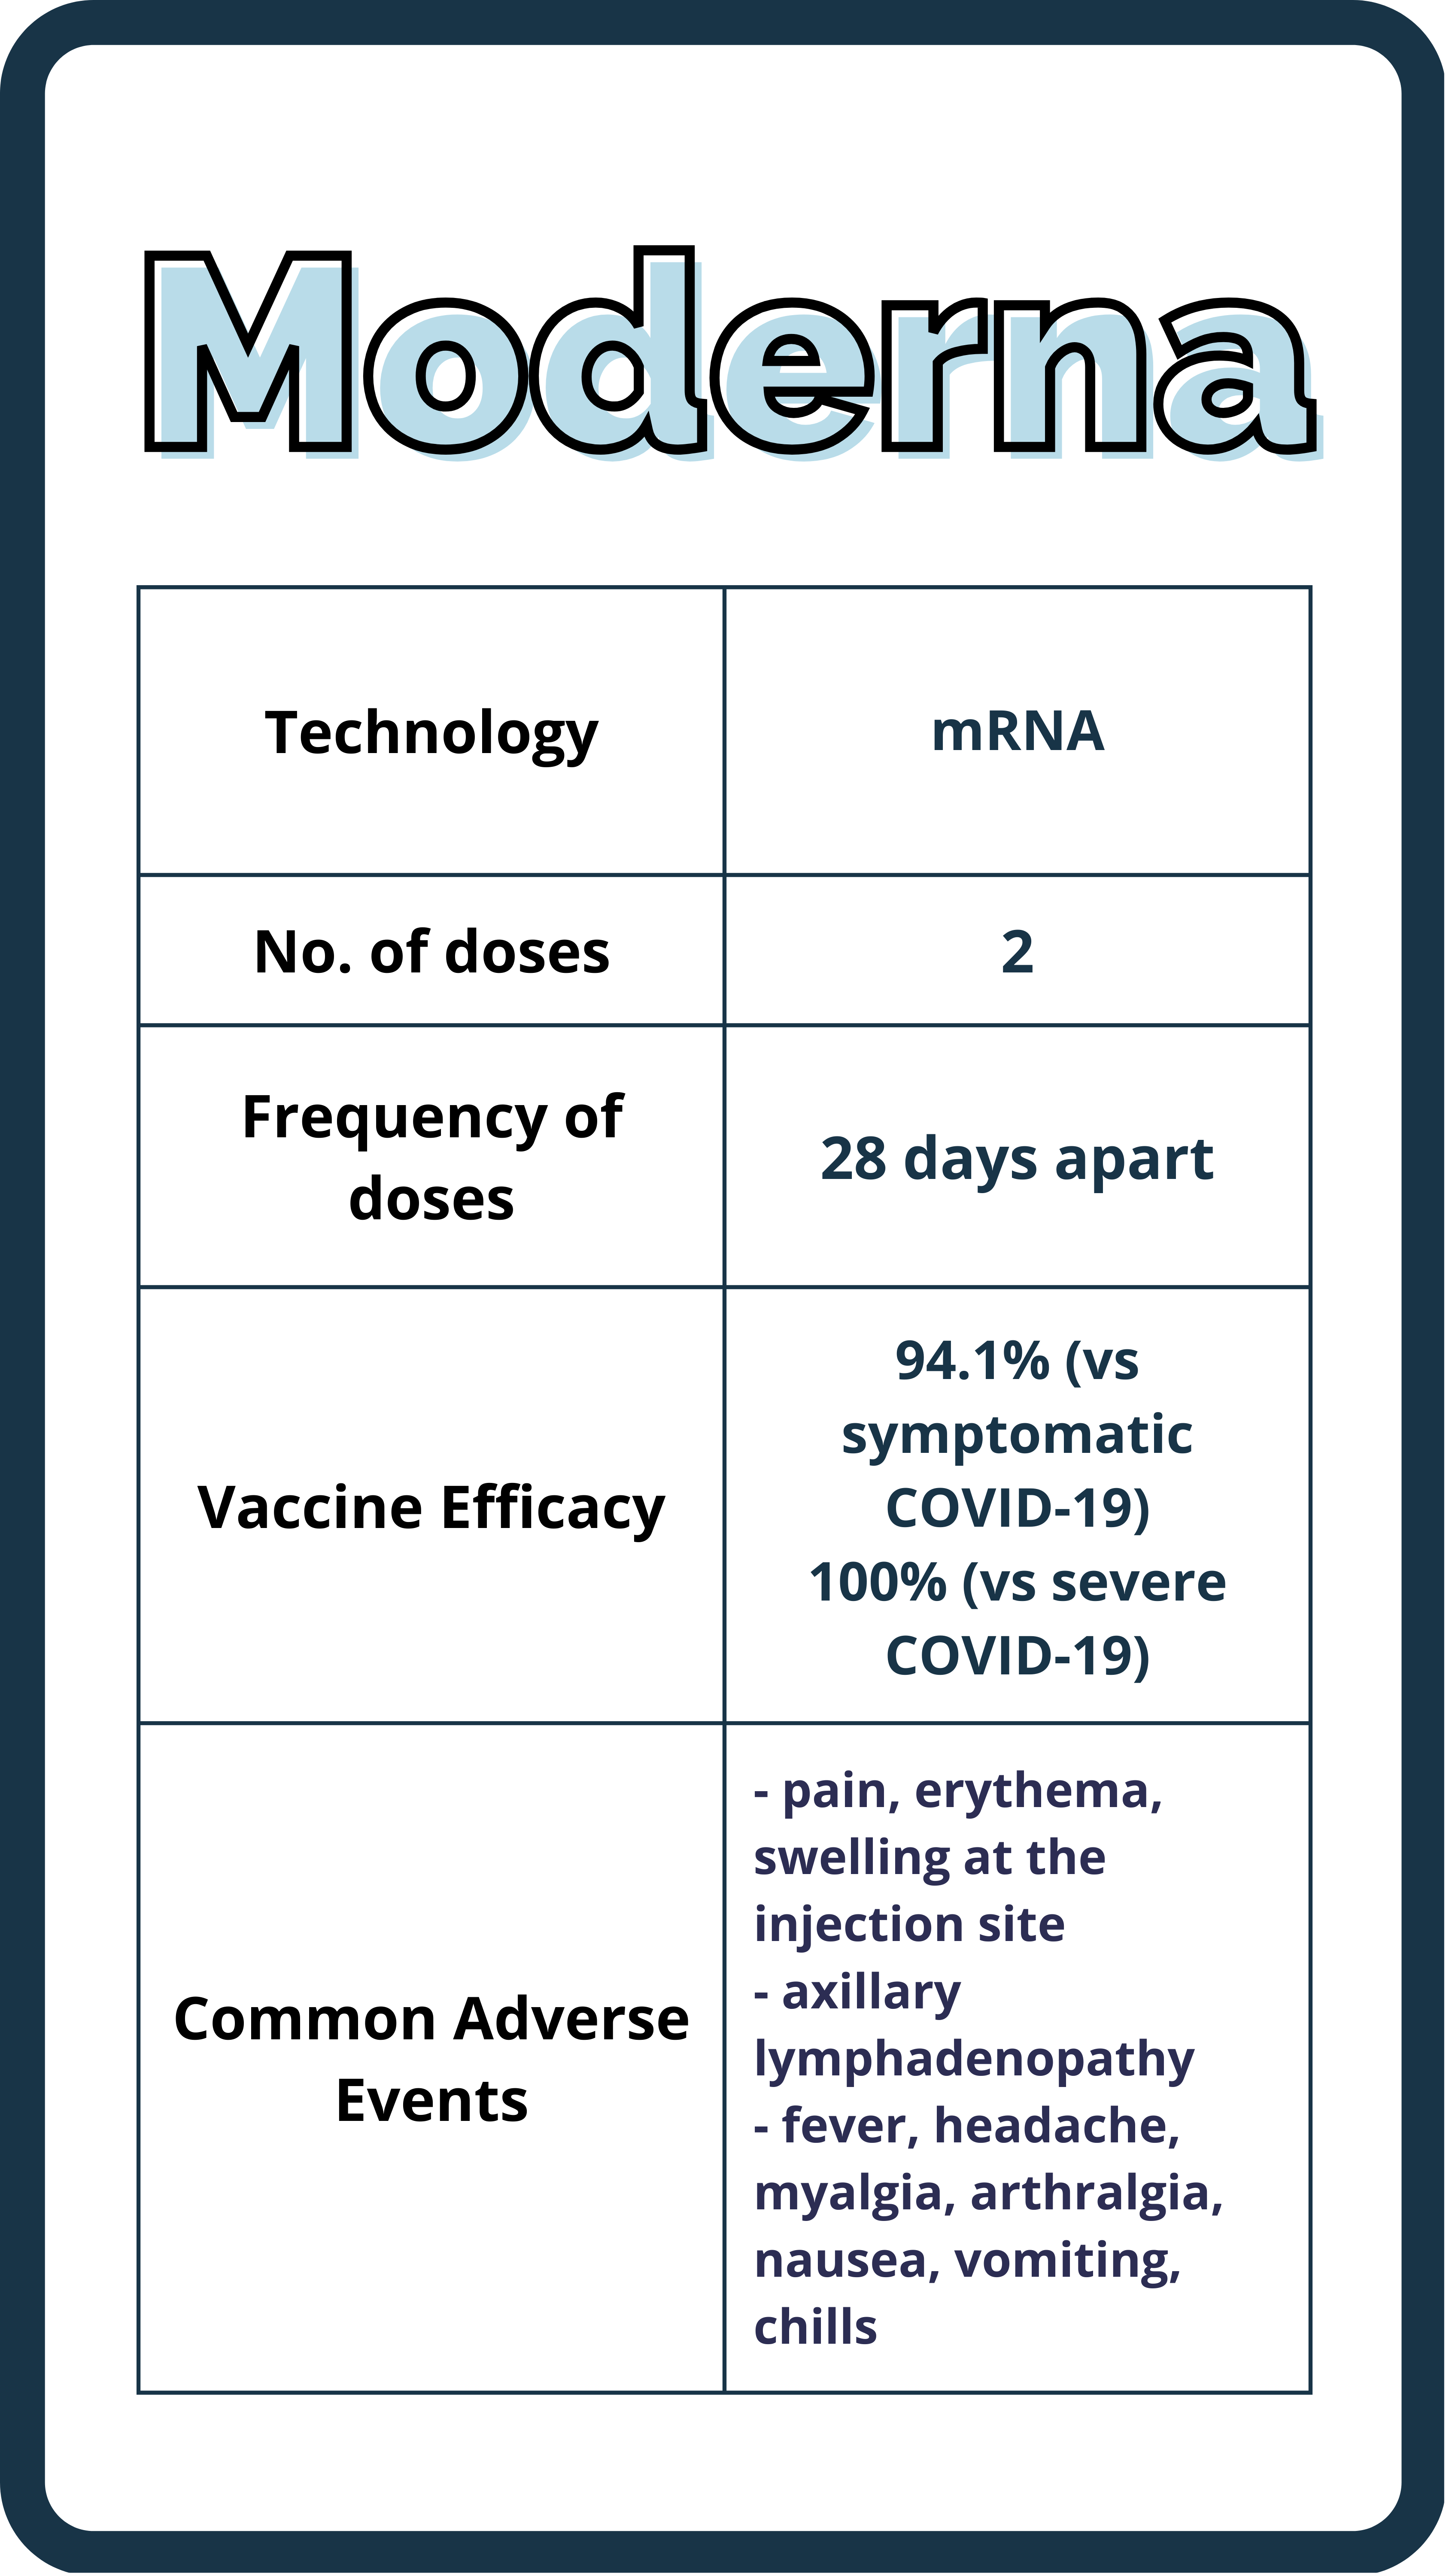 Moderna
Technology
mRNA
No. of doses
2
Frequency of
doses
28 days apart
Vaccine Efficacy
94.1% (vs
symptomatic
COVID-19)
100% (vs severe
COVID-19)
Common Adverse
Events
- pain, erythema,
swelling at the
injection site
- axillary
lymphadenopathy
- fever, headache,
myalgia, arthralgia,
nausea, vomiting,
chills